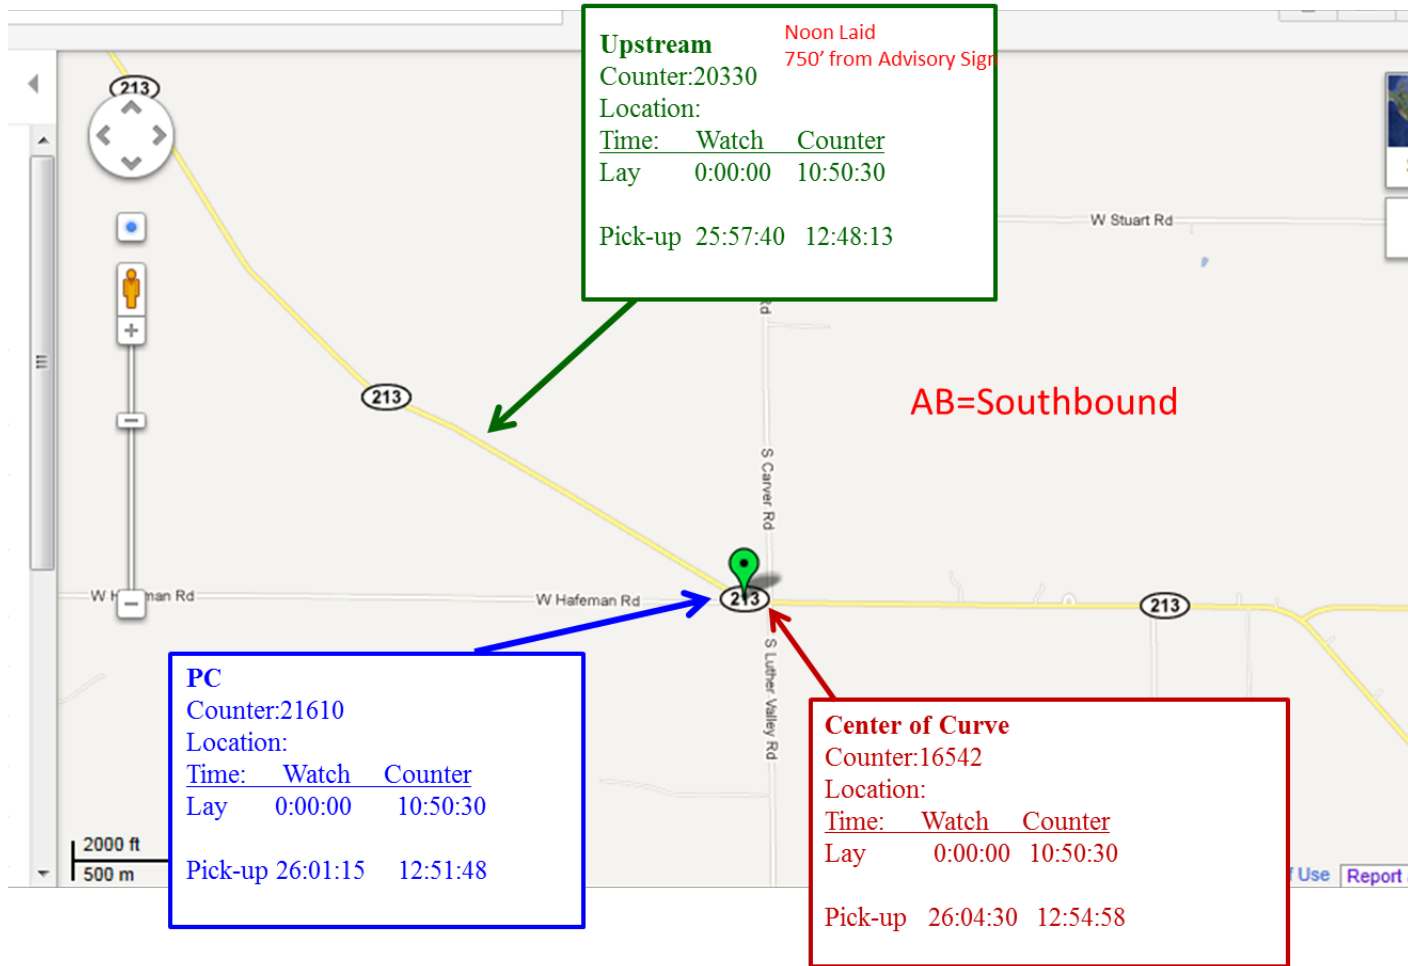 Upstream
Noon Laid
750' from Advisory Sign
Counter:20330
Location:
Time: Watch Counter
Lay 0:00:00 10:50:30
Pick-up 25:57:40 12:48:13
213
W Stuart Rd
Rd
213
AB=Southbound
S Carver Rd
W Hafeman Rd
213
213
S Luther Valley Rd
PC
Counter:21610
Location:
Time: Watch Counter
Lay 0:00:00 10:50:30
Pick-up 26:01:15 12:51:48
Center of Curve
Counter:16542
Location:
Time: Watch Counter
Lay 0:00:00 10:50:30
Pick-up 26:04:30 12:54:58
2000 ft
500 m
Use
Report